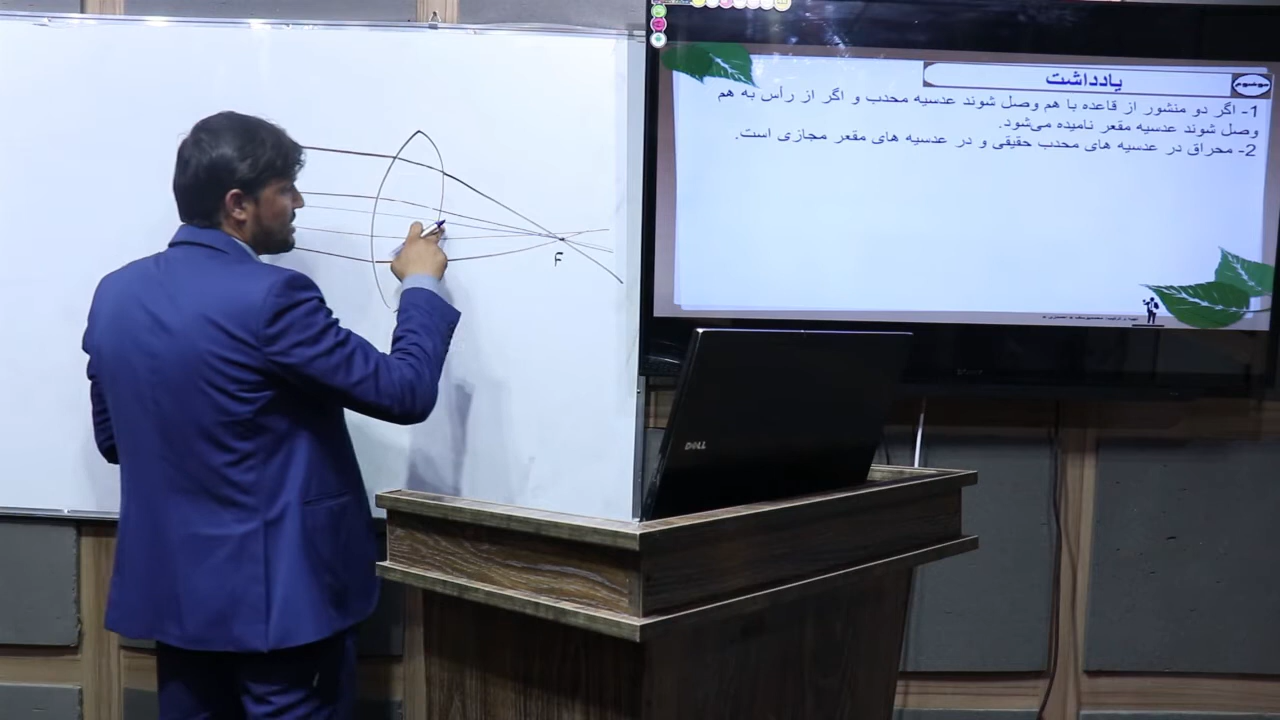 یادداشت
موضوع
1- اگر دو منشور از قاعده با هم وصل شوند عدسیه محدب و اگر از رأس به هم
وصل شوند عدسیه مقعر نامیده می‌شود.
2- محراق در عدسیه های محدب حقیقی و در عدسیه های مقعر مجازی است.
F
DELL